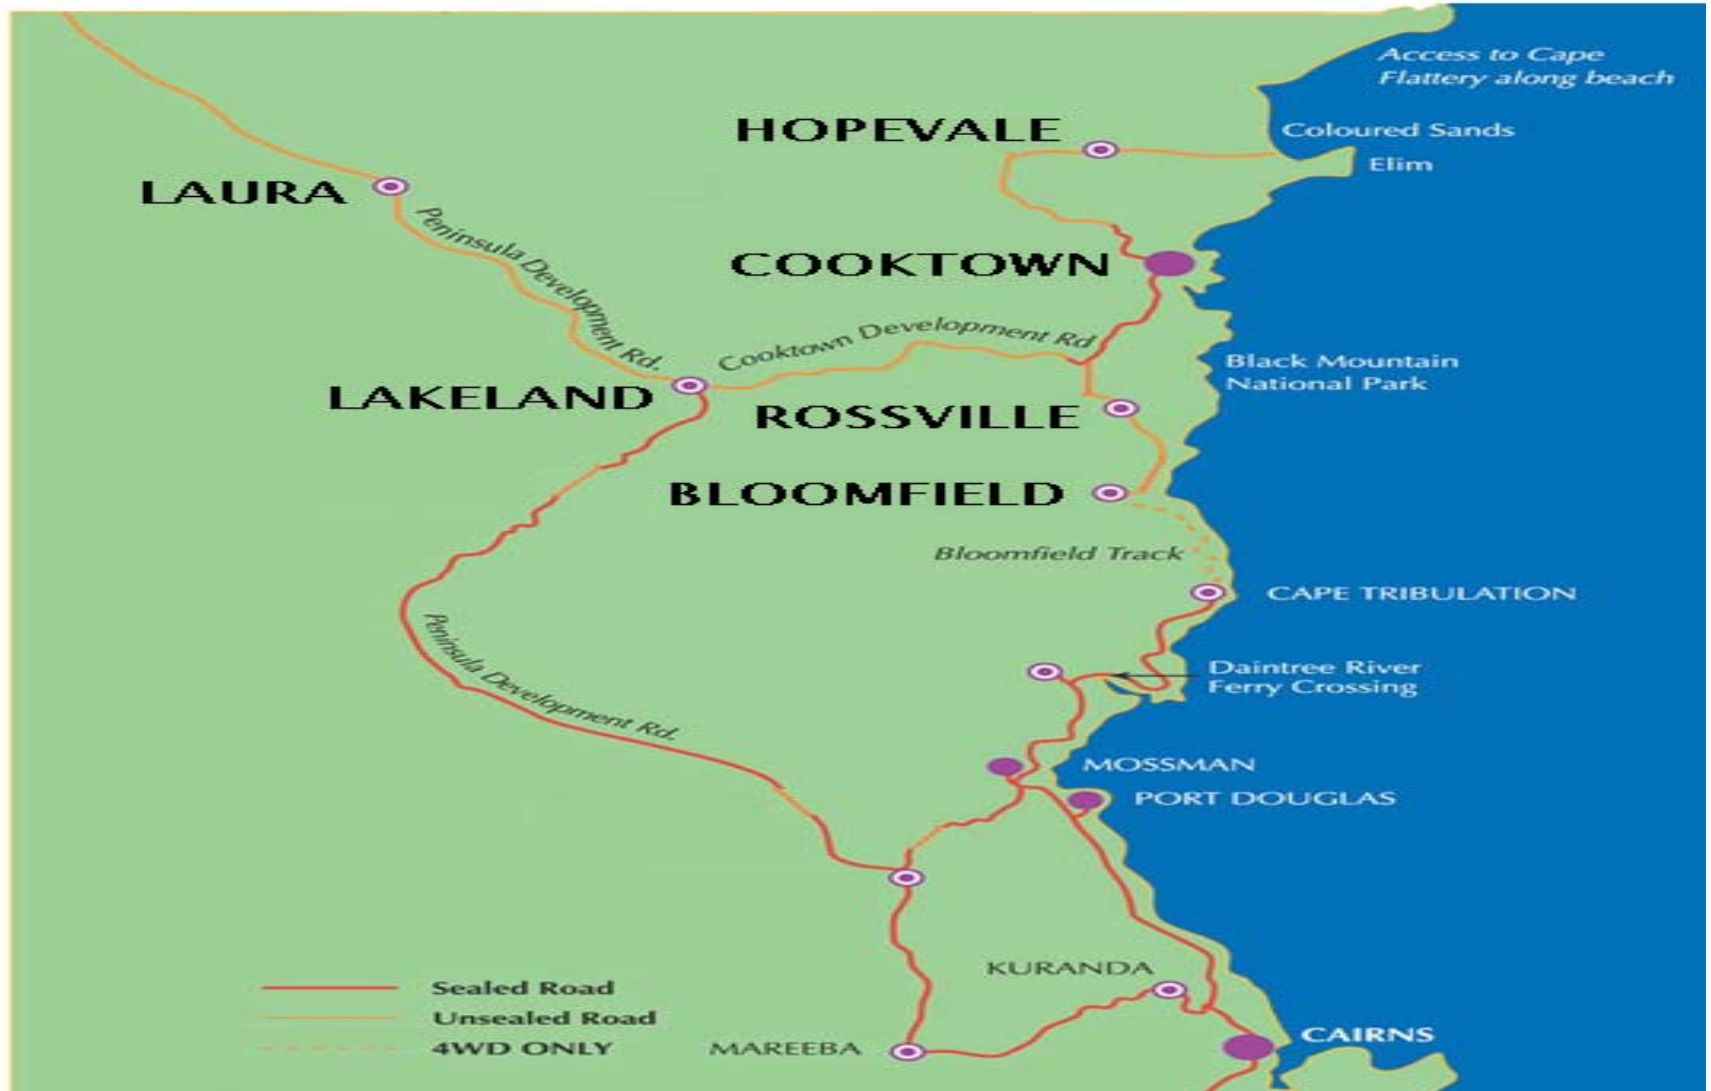 Access to Cape
Flattery along beach
HOPEVALE
Coloured Sands
Elim
LAURA
Peninsula Development Rd.
COOKTOWN
Cooktown Development Rd
Black Mountain
National Park
LAKELAND
ROSSVILLE
BLOOMFIELD
Bloomfield Track
CAPE TRIBULATION
Peninsula Development Rd.
Daintree River
Ferry Crossing
MOSSMAN
PORT DOUGLAS
KURANDA
Sealed Road
Unsealed Road
4WD ONLY
MAREEBA
CAIRNS